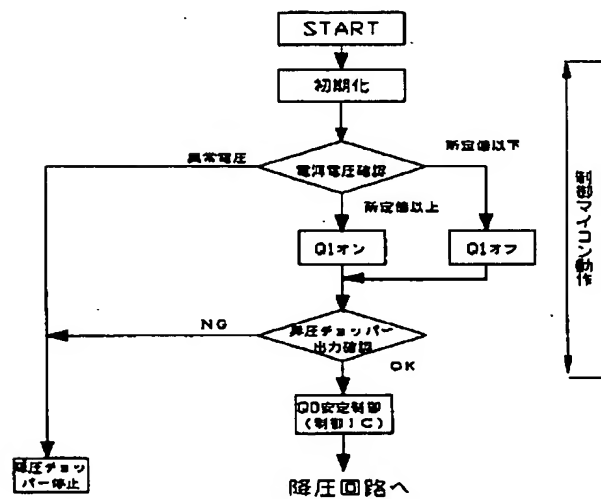 START
初期化
異常電圧
所定値以下
電源電圧確認
所定値以上
Q1オン
Q1オフ
制御マイコン動作
NG
降圧チョッパー
出力確認
OK
Q0安定制御
(制御IC)
降圧チョッ
パー停止
降圧回路へ